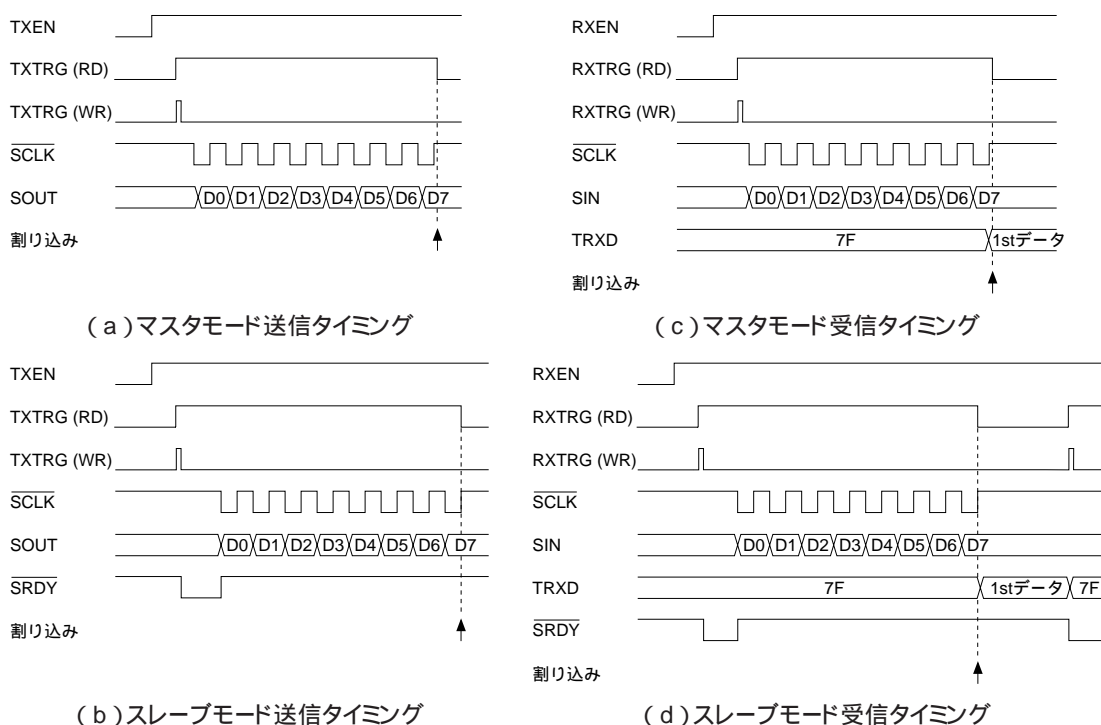 TXEN
TXTRG (RD)
TXTRG (WR)
SCLK
SOUT D0 D1 D2 D3 D4 D5 D6 D7
割り込み
(a)マスタモード送信タイミング
RXEN
RXTRG (RD)
RXTRG (WR)
SCLK
SIN D0 D1 D2 D3 D4 D5 D6 D7
TRXD 7F 1stデータ
割り込み
(c)マスタモード受信タイミング
TXEN
TXTRG (RD)
TXTRG (WR)
SCLK
SOUT D0 D1 D2 D3 D4 D5 D6 D7
SRDY
割り込み
(b)スレーブモード送信タイミング
RXEN
RXTRG (RD)
RXTRG (WR)
SCLK
SIN D0 D1 D2 D3 D4 D5 D6 D7
TRXD 7F 1stデータ 7F
SRDY
割り込み
(d)スレーブモード受信タイミング